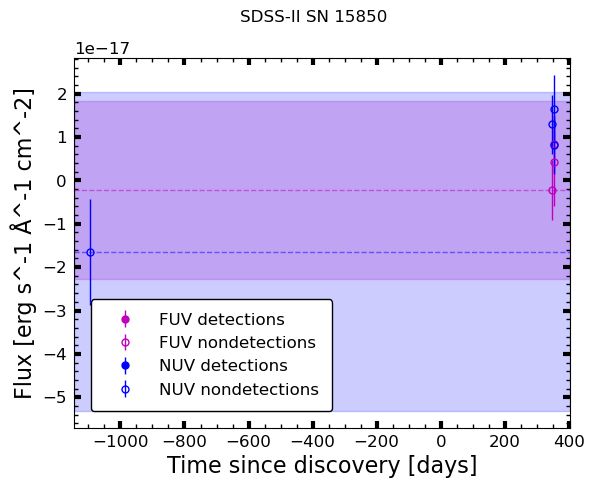 SDSS-II SN 15850
1e−17
2
1
0
−1
−2
−3
−4
−5
Flux [erg s^-1 Å^-1 cm^-2]
FUV detections
FUV nondetections
NUV detections
NUV nondetections
−1000 −800 −600 −400 −200 0 200 400
Time since discovery [days]